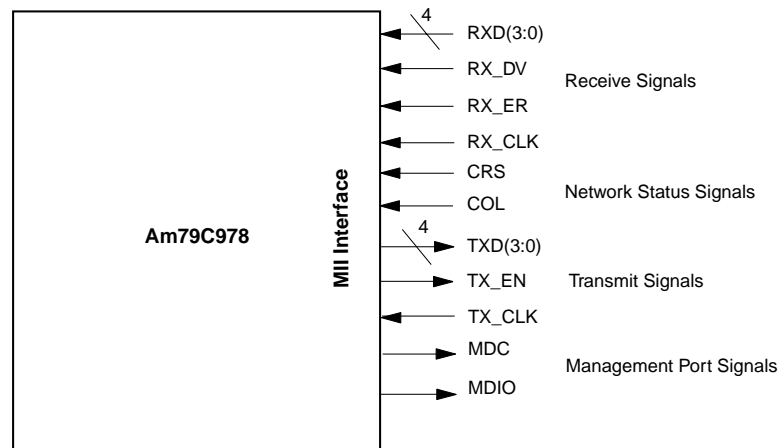 4
RXD(3:0)
RX_DV
Receive Signals
RX_ER
RX_CLK
CRS
Network Status Signals
COL
Am79C978
MII Interface
4
TXD(3:0)
TX_EN
Transmit Signals
TX_CLK
MDC
Management Port Signals
MDIO